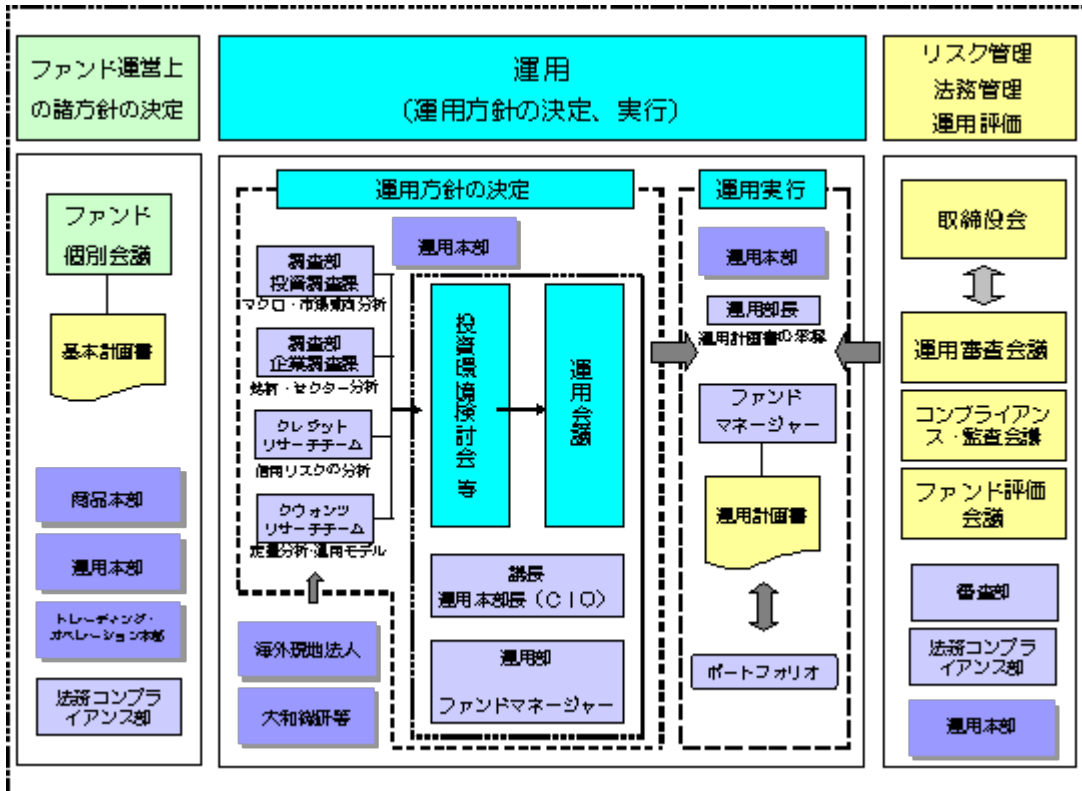 ファンド運営上
の諸方針の決定
運用
(運用方針の決定、実行)
リスク管理
法務管理
運用評価
ファンド
個別会議
基本計画書
商品本部
運用本部
トレーディング・
オペレーション本部
法務コンプラ
イアンス部
運用方針の決定
運用本部
調査部
投資調査課
マクロ・市場動向分析
調査部
企業調査課
銘柄・セクター分析
クレジット
リサーチチーム
信用リスクの分析
クウォンツ
リサーチチーム
定量分析・運用モデル
海外現地法人
大和総研等
投資環境検討会 等
運用会議
議長
運用本部長(CIO)
運用部
ファンドマネージャー
運用実行
運用本部
運用部長
運用計画書の承認
ファンド
マネージャー
運用計画書
ポートフォリオ
取締役会
運用審査会議
コンプライアン
ス・監査会議
ファンド評価
会議
審査部
法務コンプラ
イアンス部
運用本部